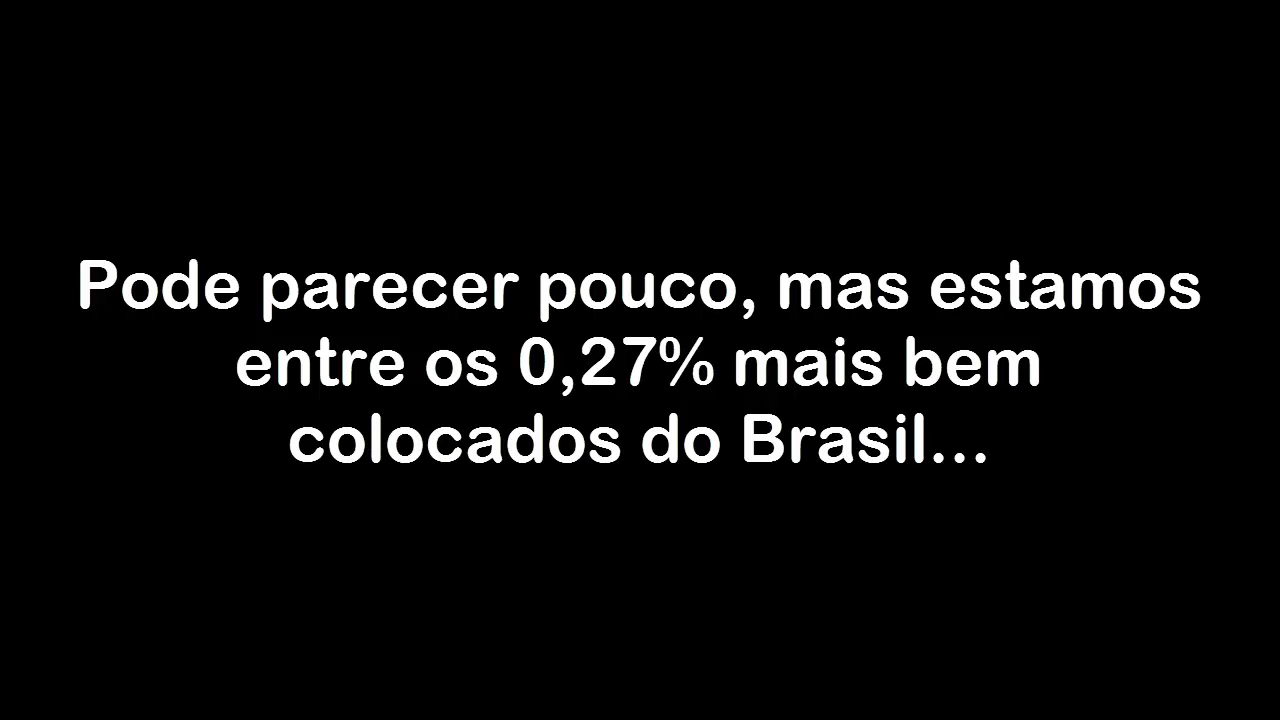 Pode parecer pouco, mas estamos
entre os 0,27% mais bem
colocados do Brasil...